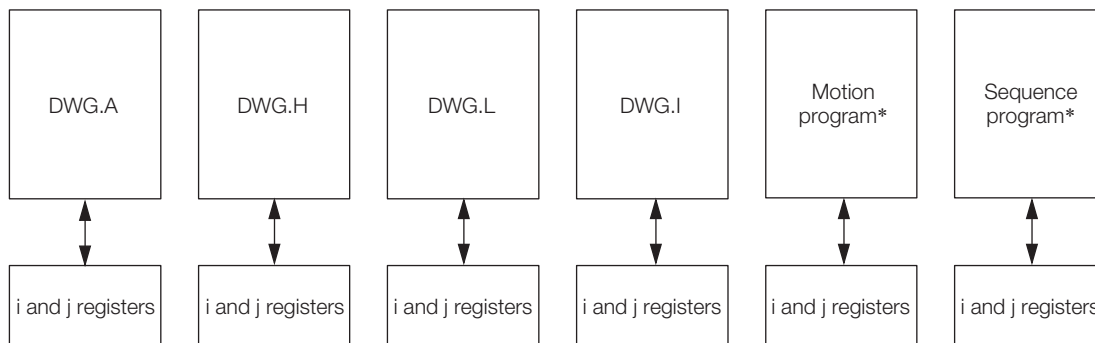 DWG.A
DWG.H
DWG.L
DWG.I
Motion
program*
Sequence
program*
i and j registers
i and j registers
i and j registers
i and j registers
i and j registers
i and j registers